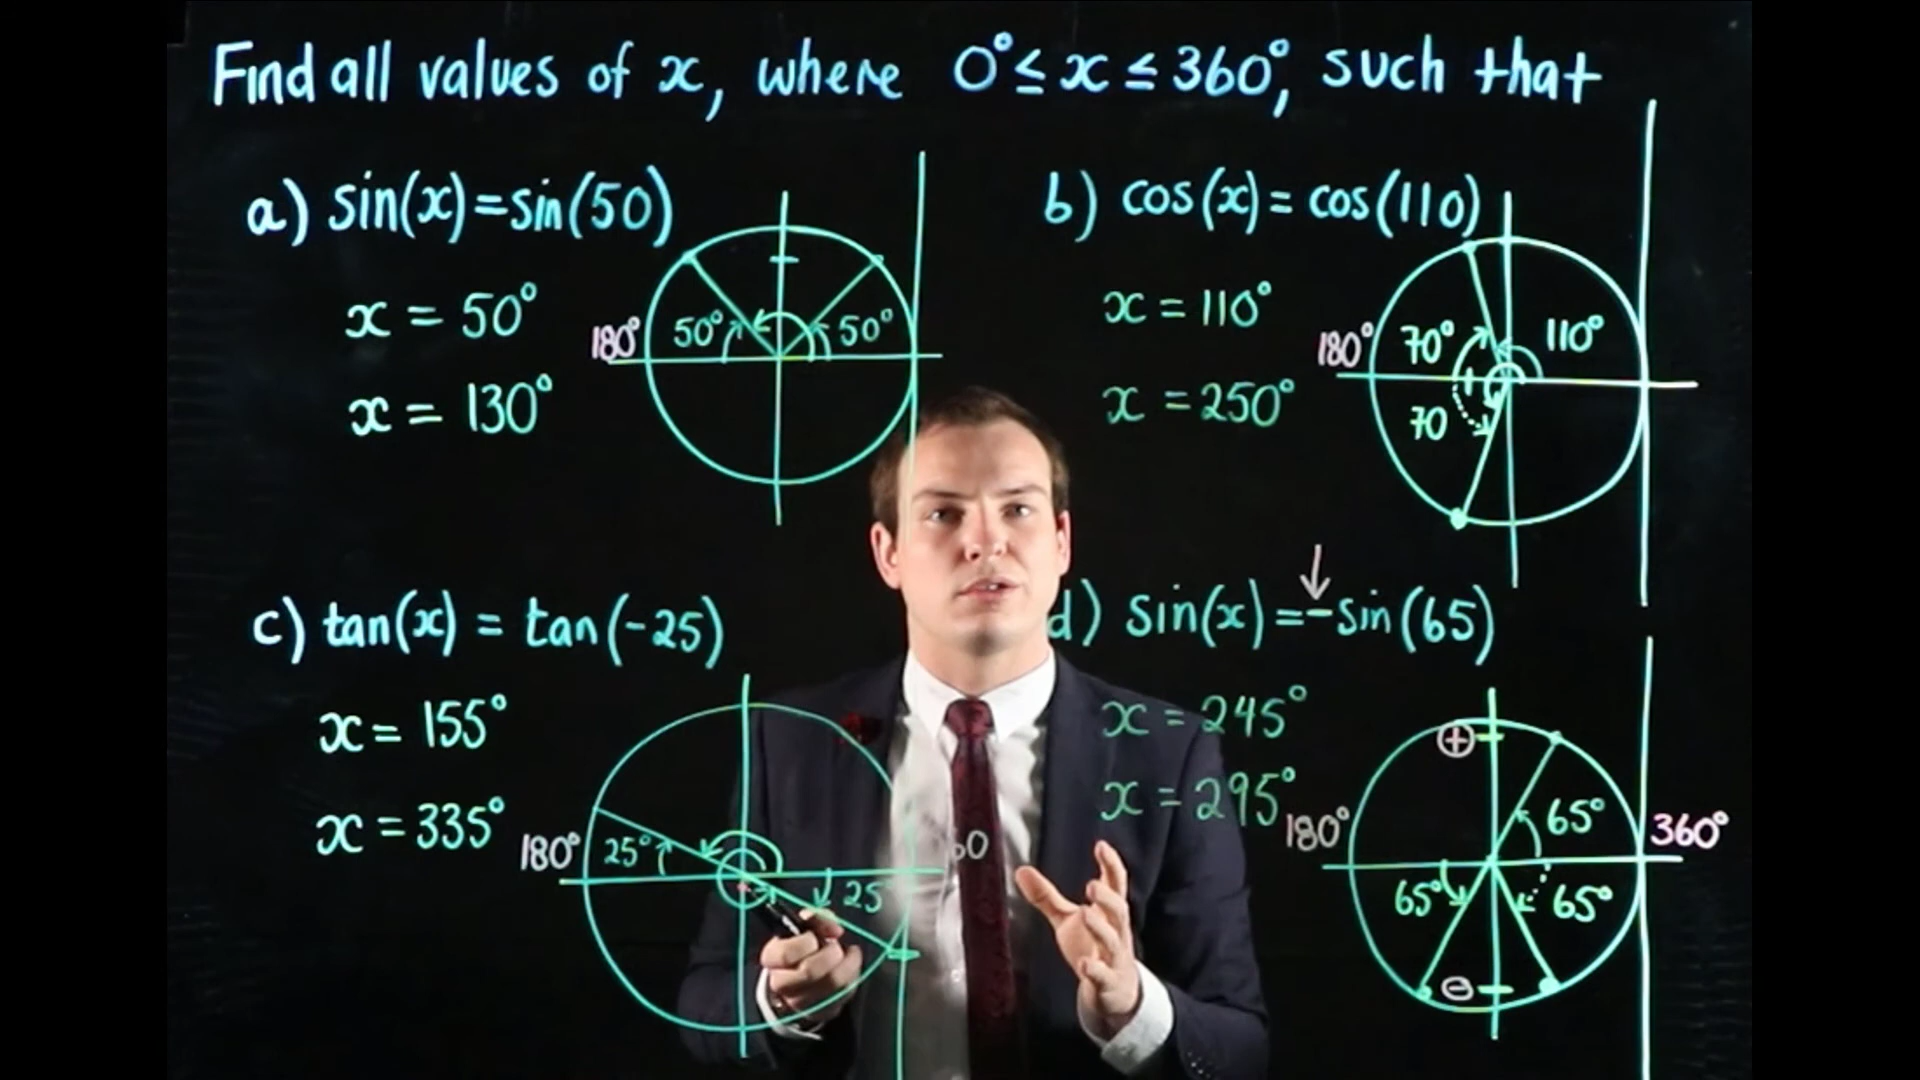 Find all values of x, where 0° ≤ x ≤ 360°, such that
a) sin(x) = sin(50)
x = 50°
x = 130°
180° 50° 50°
b) cos(x) = cos(110)
x = 110°
x = 250°
180° 70° 110°
70
c) tan(x) = tan(-25)
x = 155°
x = 335°
180° 25° 25
d) sin(x) = -sin(65)
x = 245°
x = 295°
+
180° 65° 360°
65° 65°
-